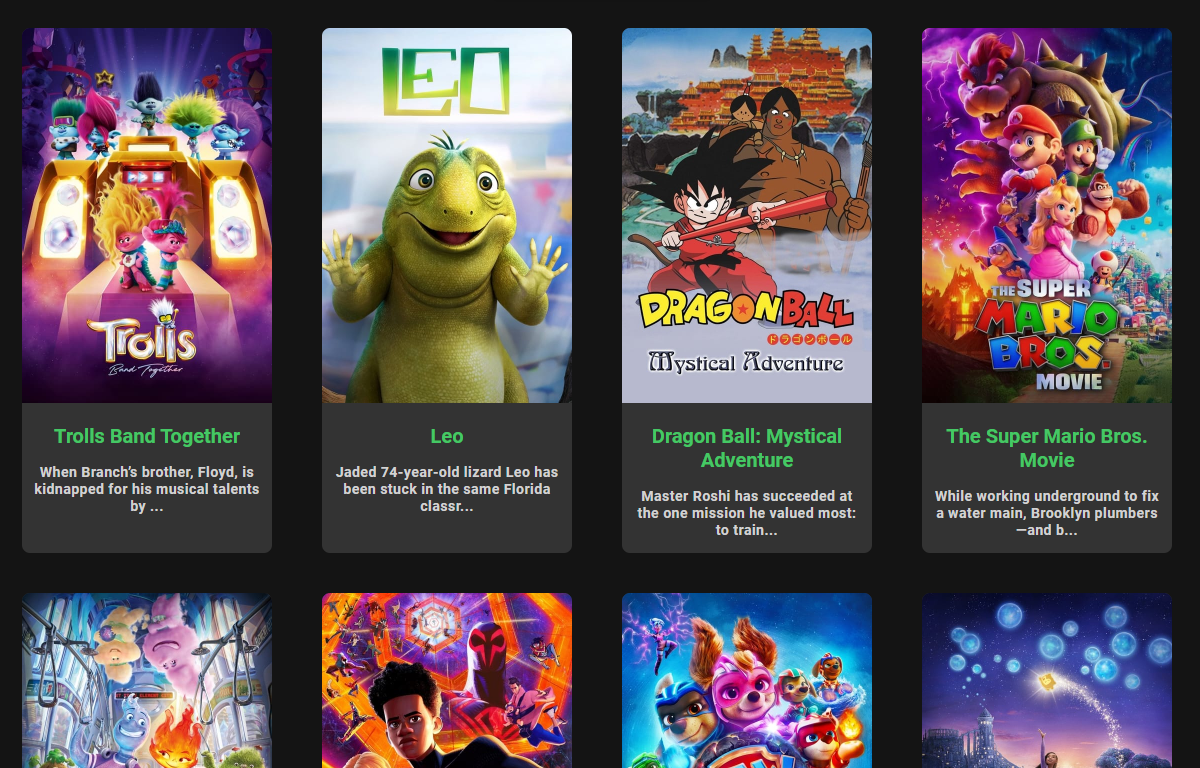 LEO
DRAGON BALL
ドラゴンボール
Mystical Adventure
THE SUPER
MARIO
BROS.
MOVIE
Trolls
Band Together
Trolls Band Together
When Branch’s brother, Floyd, is
kidnapped for his musical talents
by ...
Leo
Jaded 74-year-old lizard Leo has
been stuck in the same Florida
classr...
Dragon Ball: Mystical
Adventure
Master Roshi has succeeded at
the one mission he valued most:
to train...
The Super Mario Bros.
Movie
While working underground to fix
a water main, Brooklyn plumbers
—and b...